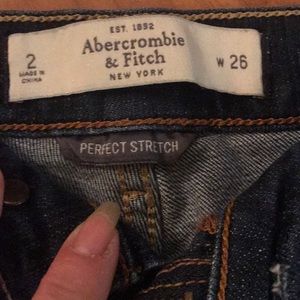 EST. 1892
Abercrombie
& Fitch
NEW YORK
2
MADE IN
CHINA
W 26
PERFECT STRETCH